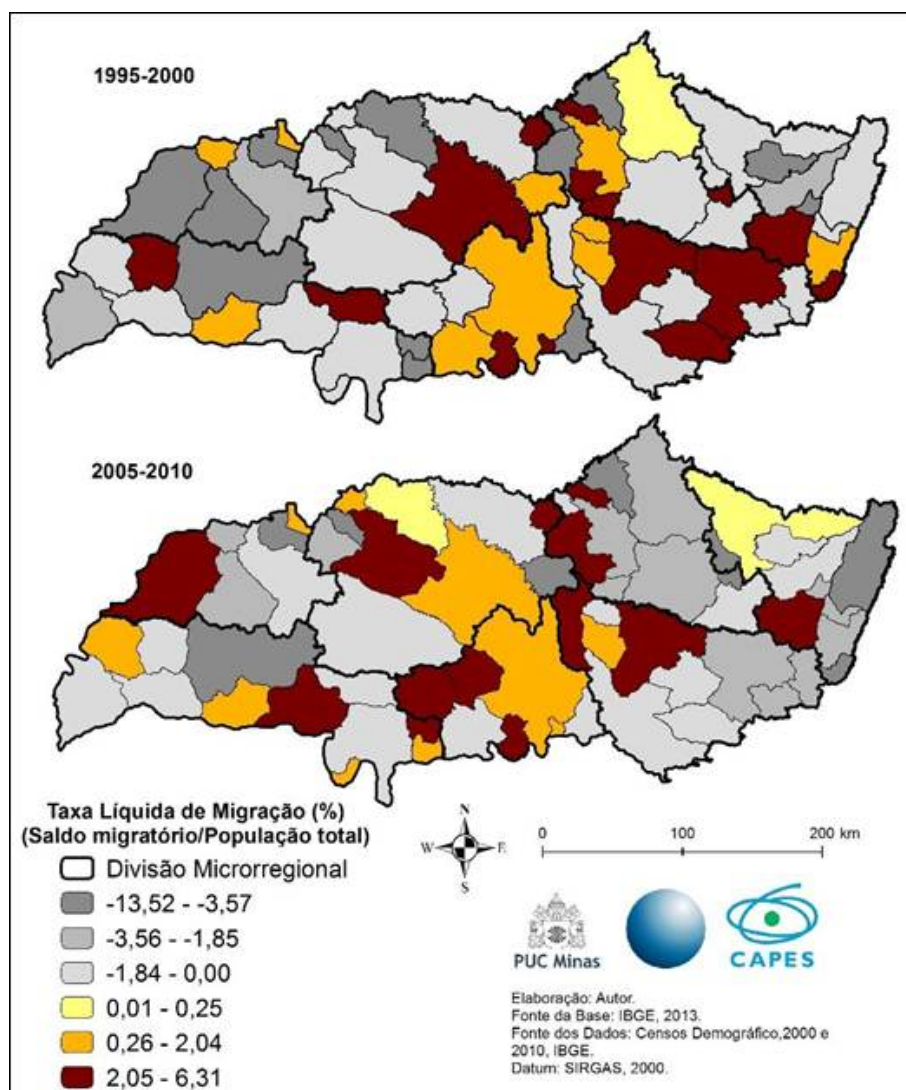 1995-2000
2005-2010
Taxa Líquida de Migração (%)
(Saldo migratório/População total)
Divisão Microrregional
-13,52 - -3,57
-3,56 - -1,85
-1,84 - 0,00
0,01 - 0,25
0,26 - 2,04
2,05 - 6,31
N
W
E
S
0
100
200 km
PUC Minas
CAPES
Elaboração: Autor.
Fonte da Base: IBGE, 2013.
Fonte dos Dados: Censos Demográfico,2000 e
2010, IBGE.
Datum: SIRGAS, 2000.